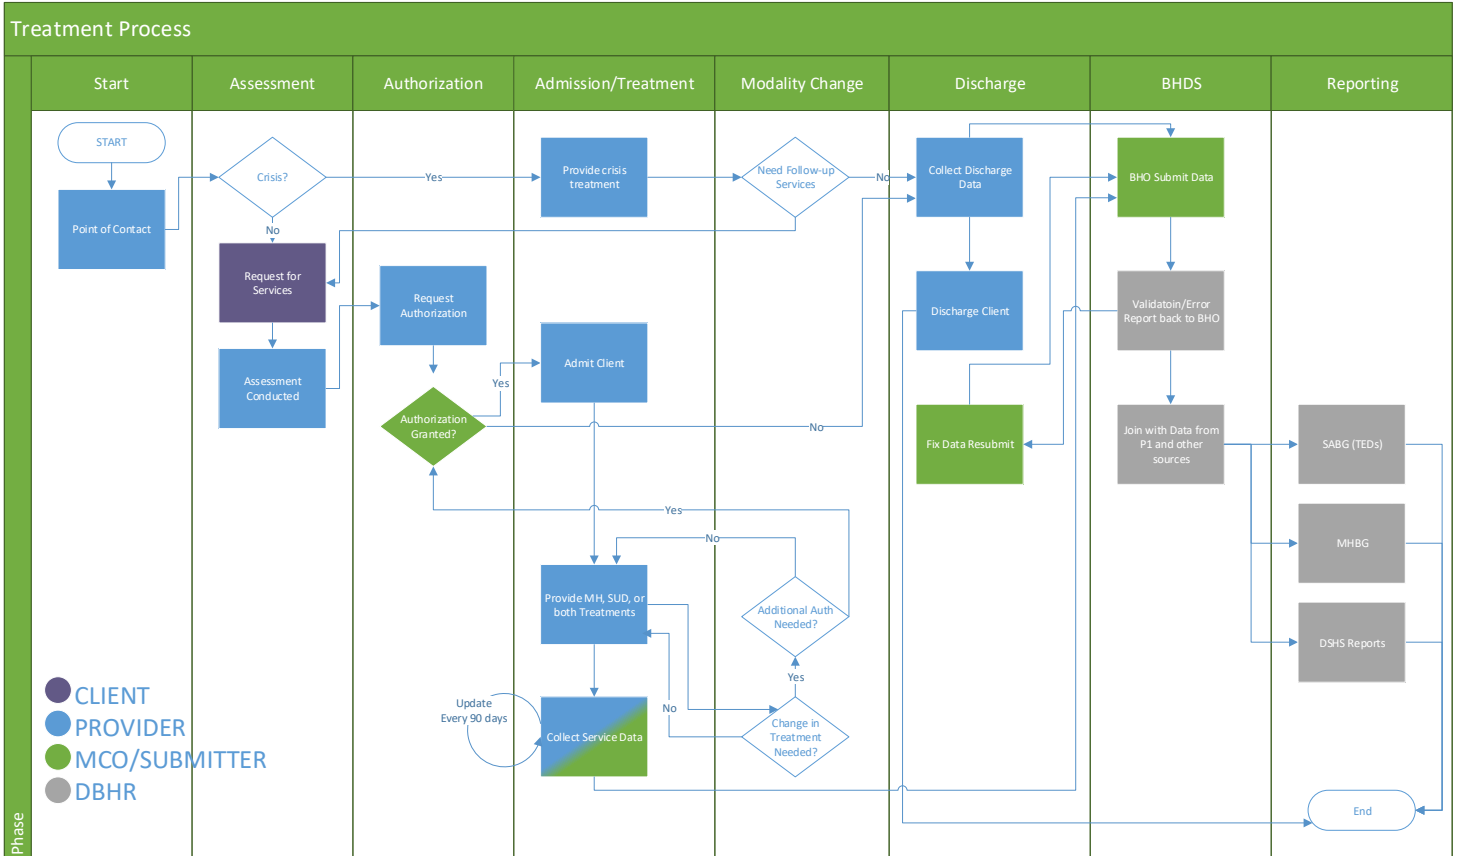 Treatment Process
Phase
Start
Assessment
Authorization
Admission/Treatment
Modality Change
Discharge
BHDS
Reporting
START
Point of Contact
Crisis?
Yes
No
Request for
Services
Assessment
Conducted
Request
Authorization
Authorization
Granted?
Yes
No
Provide crisis
treatment
Admit Client
Provide MH, SUD, or
both Treatments
Update
Every 90 days
Collect Service Data
Need Follow-up
Services
No
Yes
No
Additional Auth
Needed?
Yes
No
Change in
Treatment
Needed?
Collect Discharge
Data
Discharge Client
Fix Data Resubmit
BHO Submit Data
Validatoin/Error
Report back to BHO
Join with Data from
P1 and other
sources
SABG (TEDs)
MHBG
DSHS Reports
End
CLIENT
PROVIDER
MCO/SUBMITTER
DBHR